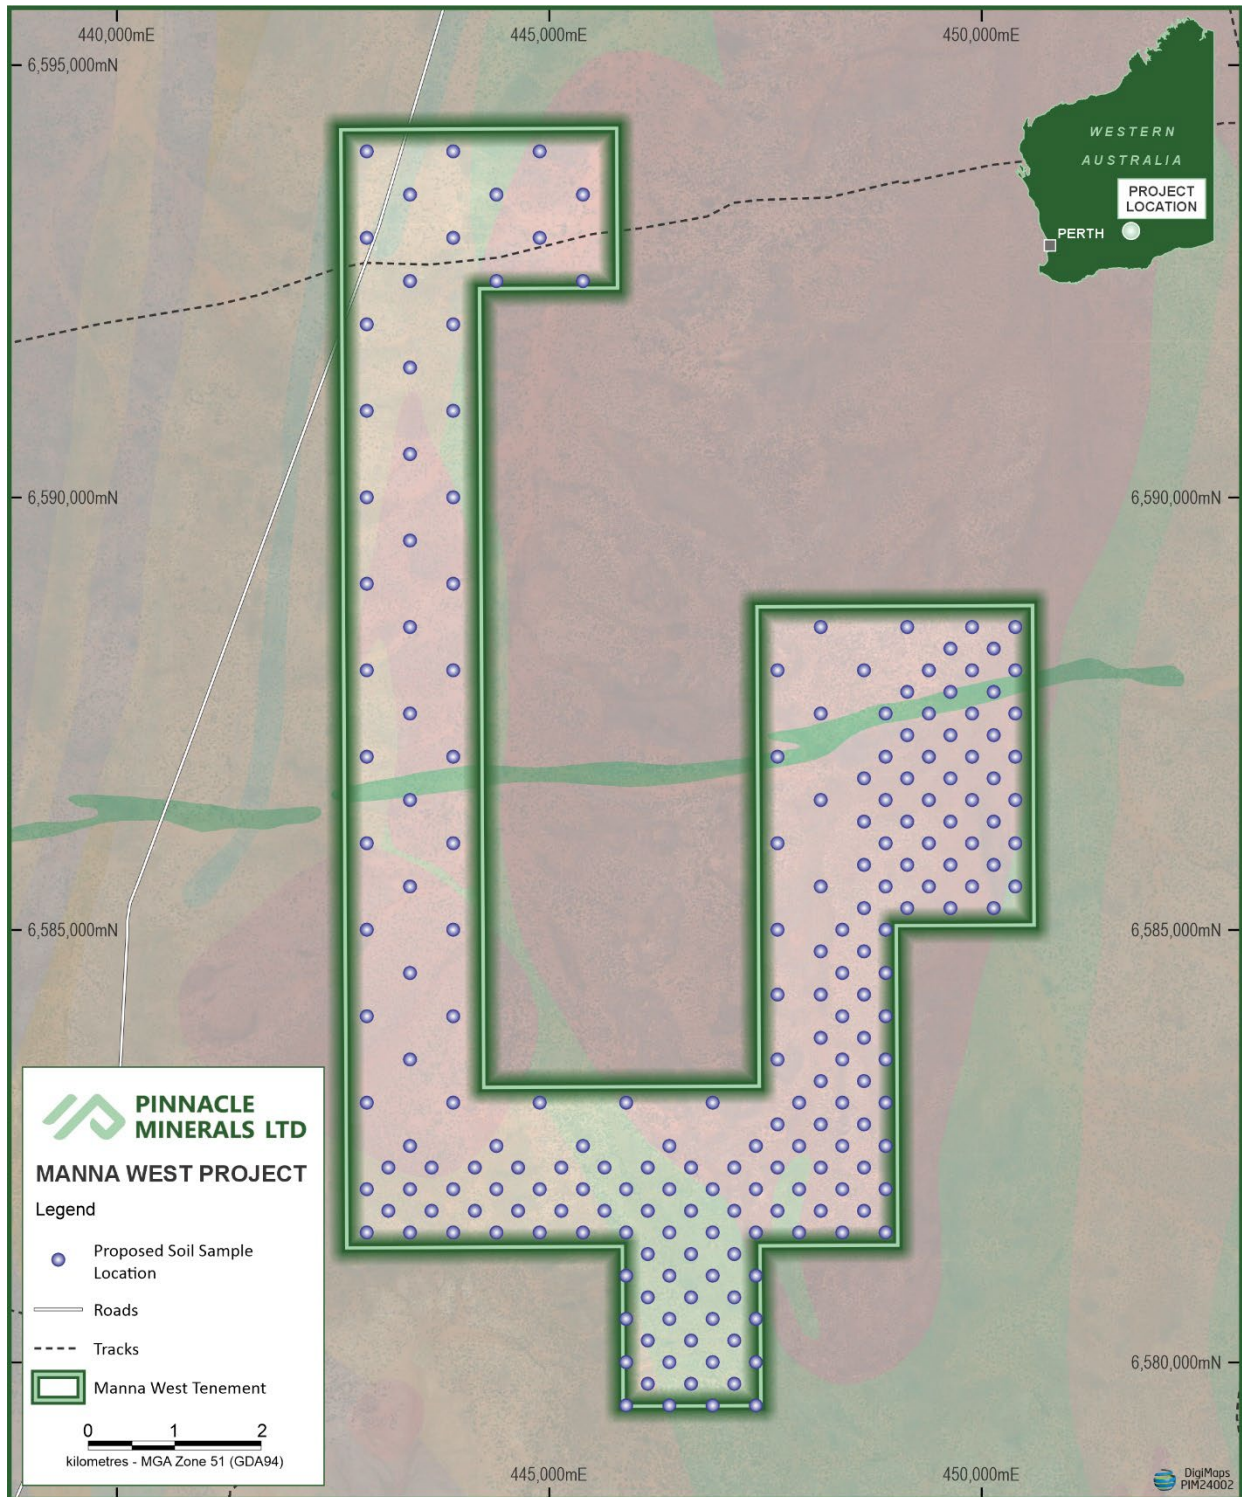 440,000mE
445,000mE
450,000mE
6,595,000mN
WESTERN
AUSTRALIA
PROJECT
LOCATION
PERTH
6,590,000mN
6,590,000mN
6,585,000mN
6,585,000mN
PINNACLE
MINERALS LTD
MANNA WEST PROJECT
Legend
Proposed Soil Sample
Location
Roads
Tracks
Manna West Tenement
0 1 2
kilometres - MGA Zone 51 (GDA94)
6,580,000mN
445,000mE
450,000mE
DigiMaps
PIM24002